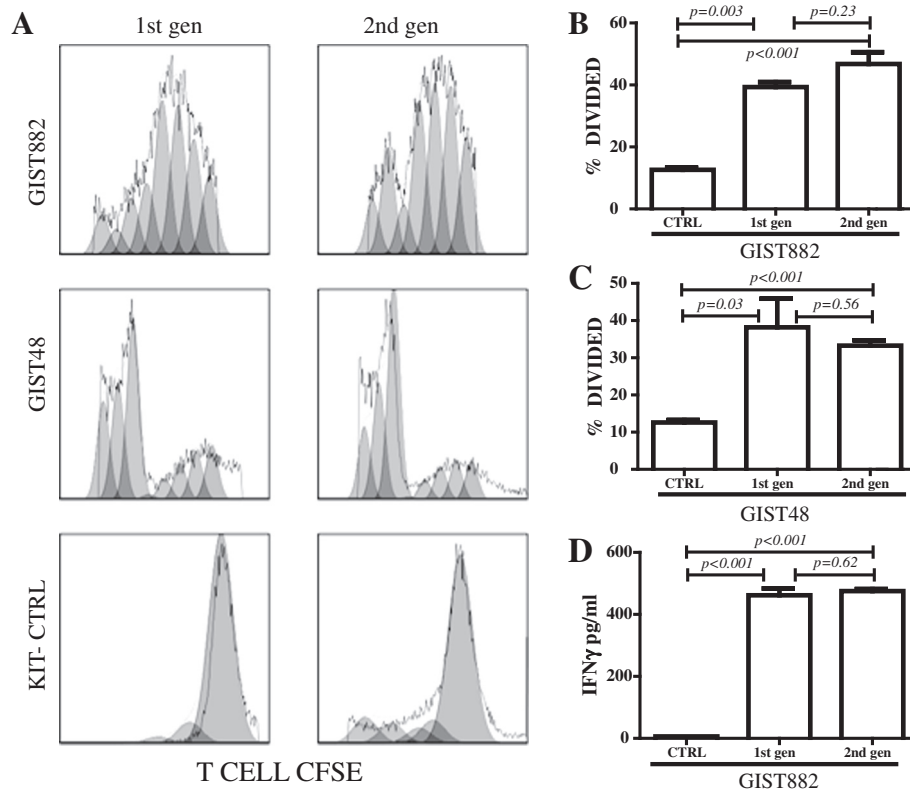 A
1st gen
2nd gen
GIST882
GIST48
KIT- CTRL
T CELL CFSE
B
p=0.003
p=0.23
p<0.001
60
40
20
0
% DIVIDED
CTRL
1st gen
2nd gen
GIST882
C
p<0.001
p=0.03
p=0.56
50
40
30
20
10
0
% DIVIDED
CTRL
1st gen
2nd gen
GIST48
D
p<0.001
p<0.001
p=0.62
600
400
200
0
IFNγ pg/ml
CTRL
1st gen
2nd gen
GIST882